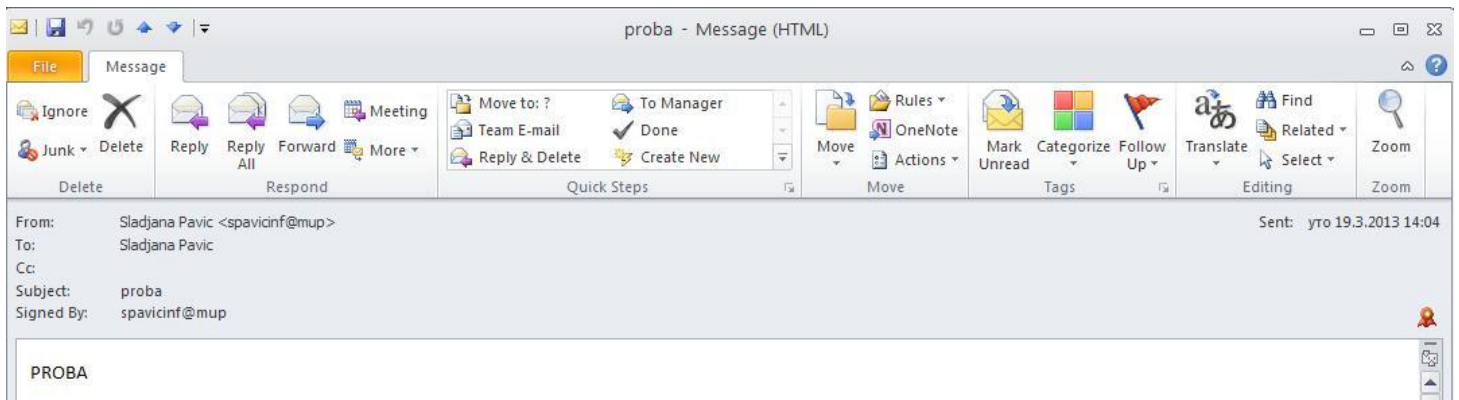 proba - Message (HTML)
File Message
Ignore
Junk
Delete
Reply
Reply All
Forward
Meeting
More
Move to: ?
Team E-mail
Reply & Delete
To Manager
Done
Create New
Move
Rules
OneNote
Actions
Mark Unread
Categorize
Follow Up
Translate
Find
Related
Select
Zoom
Delete Respond Quick Steps Move Tags Editing Zoom
From: Sladjana Pavic <spavicinf@mup> Sent: уто 19.3.2013 14:04
To: Sladjana Pavic
Cc:
Subject: proba
Signed By: spavicinf@mup
PROBA